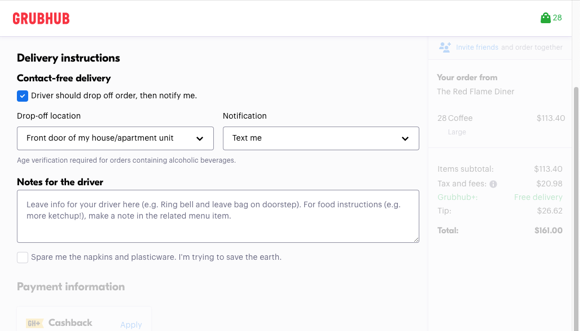 GRUBHUB
28
Invite friends and order together
Delivery instructions
Contact-free delivery
Driver should drop off order, then notify me.
Drop-off location
Notification
Front door of my house/apartment unit
Text me
Age verification required for orders containing alcoholic beverages.
Notes for the driver
Leave info for your driver here (e.g. Ring bell and leave bag on doorstep). For food instructions (e.g.
more ketchup!), make a note in the related menu item.
Spare me the napkins and plasticware. I'm trying to save the earth.
Payment information
GH+ Cashback
Apply
Your order from
The Red Flame Diner
28 Coffee $113.40
Large
Items subtotal: $113.40
Tax and fees: $20.98
Grubhub+: Free delivery
Tip: $26.62
Total: $161.00